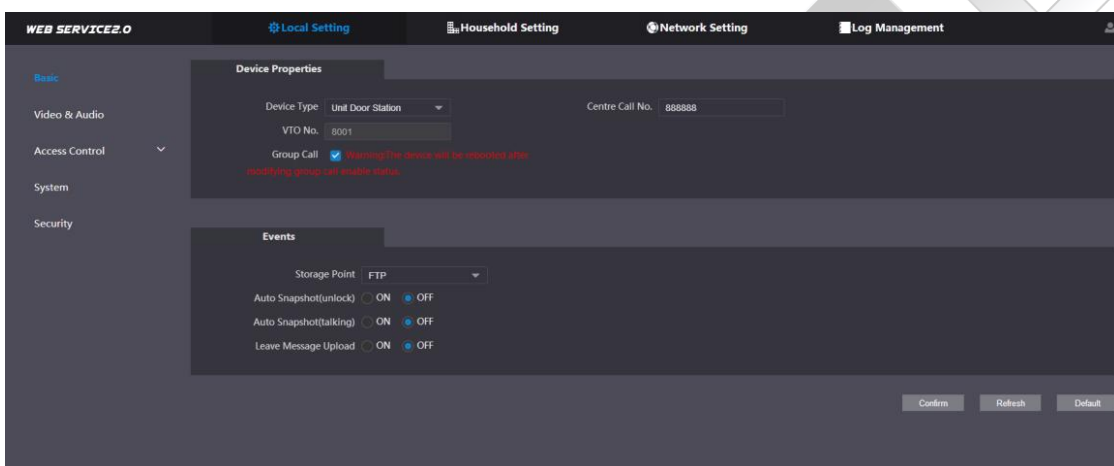 WEB SERVICE2.0 Local Setting Household Setting Network Setting Log Management
Basic
Video & Audio
Access Control
System
Security
Device Properties
Device Type Unit Door Station Centre Call No. 888888
VTO No. 8001
Group Call Warning:The device will be rebooted after
modifying group call enable status.
Events
Storage Point FTP
Auto Snapshot(unlock) ON OFF
Auto Snapshot(talking) ON OFF
Leave Message Upload ON OFF
Confirm Refresh Default